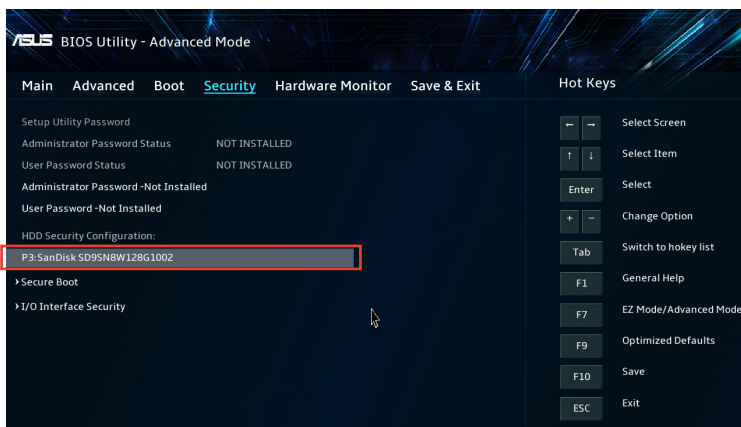 ASUS BIOS Utility - Advanced Mode
Main Advanced Boot Security Hardware Monitor Save & Exit
Setup Utility Password
Administrator Password Status NOT INSTALLED
User Password Status NOT INSTALLED
Administrator Password -Not Installed
User Password -Not Installed
HDD Security Configuration:
P3:SanDisk SD9SN8W128G1002
Secure Boot
I/O Interface Security
Hot Keys
← → Select Screen
↑ ↓ Select Item
Enter Select
+ - Change Option
Tab Switch to hokey list
F1 General Help
F7 EZ Mode/Advanced Mode
F9 Optimized Defaults
F10 Save
ESC Exit